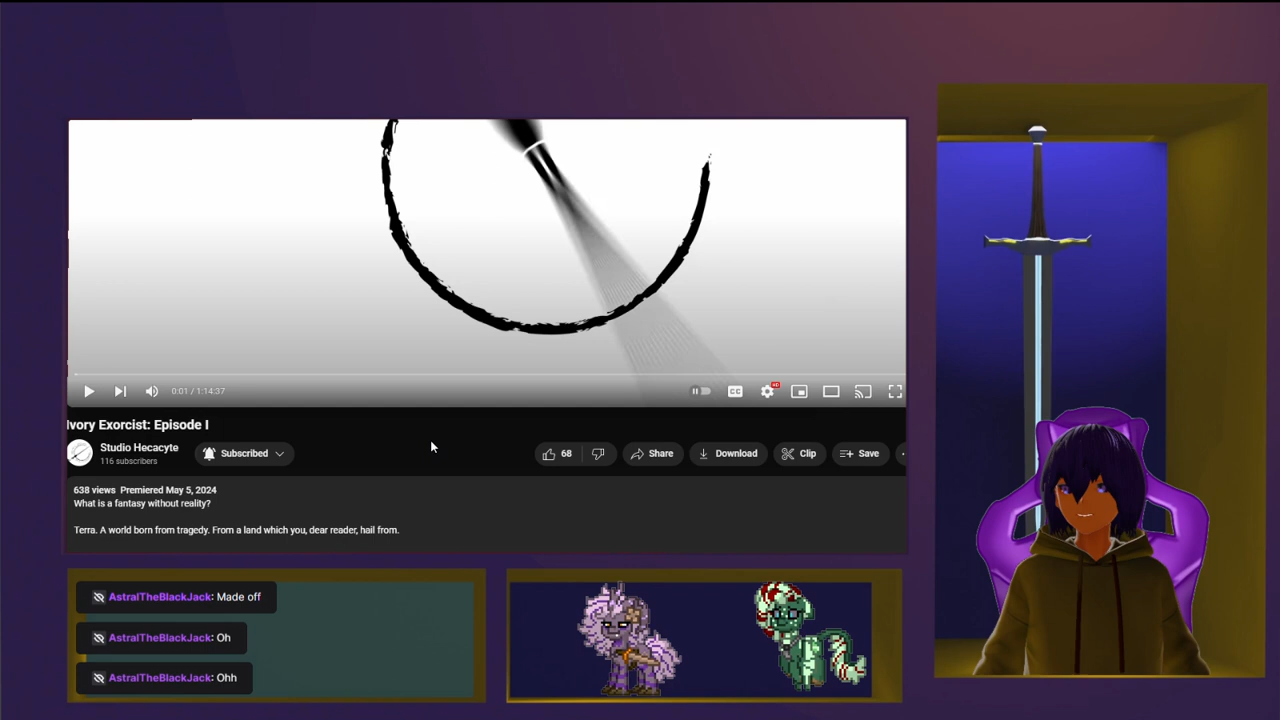 0:01 / 1:14:37
CC
HD
Ivory Exorcist: Episode I
Studio Hecacyte
116 subscribers
Subscribed
68
Share
Download
Clip
Save
638 views Premiered May 5, 2024
What is a fantasy without reality?
Terra. A world born from tragedy. From a land which you, dear reader, hail from.
AstralTheBlackJack: Made off
AstralTheBlackJack: Oh
AstralTheBlackJack: Ohh